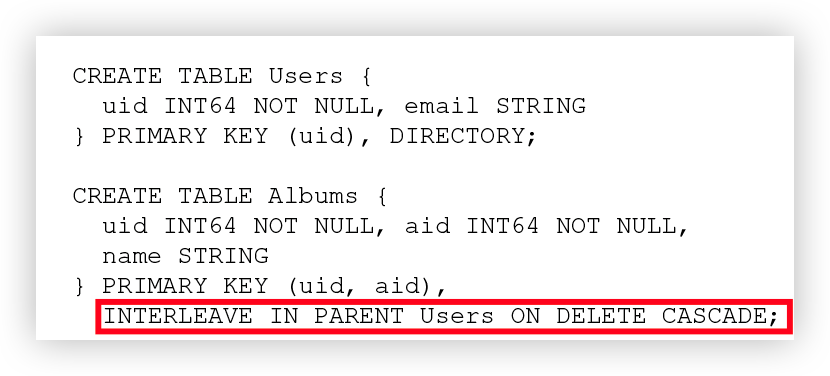 CREATE TABLE Users {
uid INT64 NOT NULL, email STRING
} PRIMARY KEY (uid), DIRECTORY;
CREATE TABLE Albums {
uid INT64 NOT NULL, aid INT64 NOT NULL,
name STRING
} PRIMARY KEY (uid, aid),
INTERLEAVE IN PARENT Users ON DELETE CASCADE;